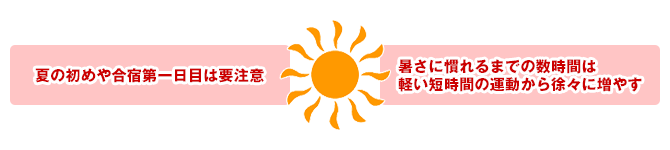 夏の初めや合宿第一日目は要注意
暑さに慣れるまでの数時間は
軽い短時間の運動から徐々に増やす